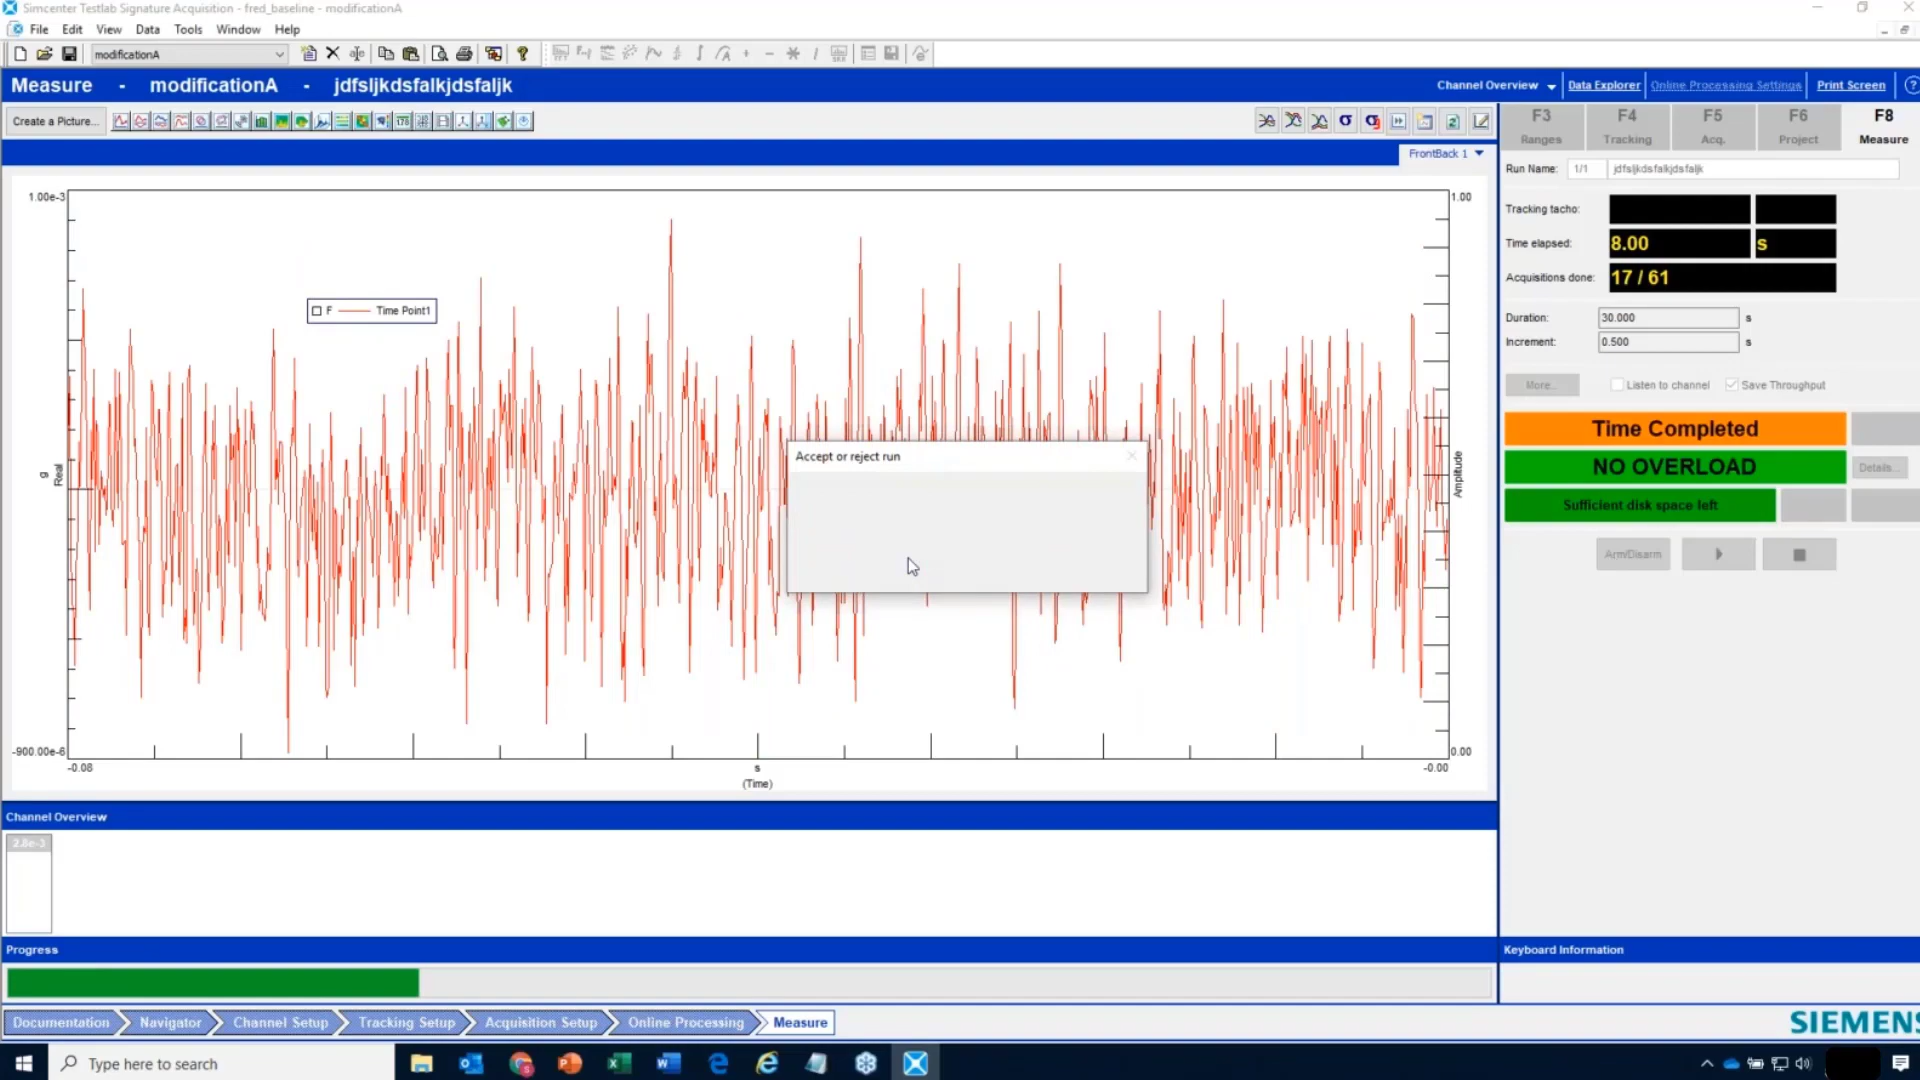 Simcenter Testlab Signature Acquisition - fred_baseline - modificationA
File Edit View Data Tools Window Help
modificationA
Measure - modificationA - jdfsljkdsfalkjdsfaljk
Channel Overview Data Explorer Online Processing Settings Print Screen
Create a Picture...
FrontBack 1
F3 F4 F5 F6 F8
Ranges Tracking Acq. Project Measure
Run Name: 1/1 jdfsljkdsfalkjdsfaljk
Tracking tacho:
Time elapsed: 8.00 s
Acquisitions done: 17 / 61
Duration: 30.000 s
Increment: 0.500 s
More... Listen to channel Save Throughput
Time Completed
NO OVERLOAD Details...
Sufficient disk space left
Arm/Disarm
1.00e-3
1.00
F Time Point1
g
Real
Amplitude
Accept or reject run
-900.00e-6
0.00
-0.08
s
-0.00
(Time)
Channel Overview
2.8e-3
Progress
Keyboard Information
Documentation Navigator Channel Setup Tracking Setup Acquisition Setup Online Processing Measure
SIEMENS
Type here to search